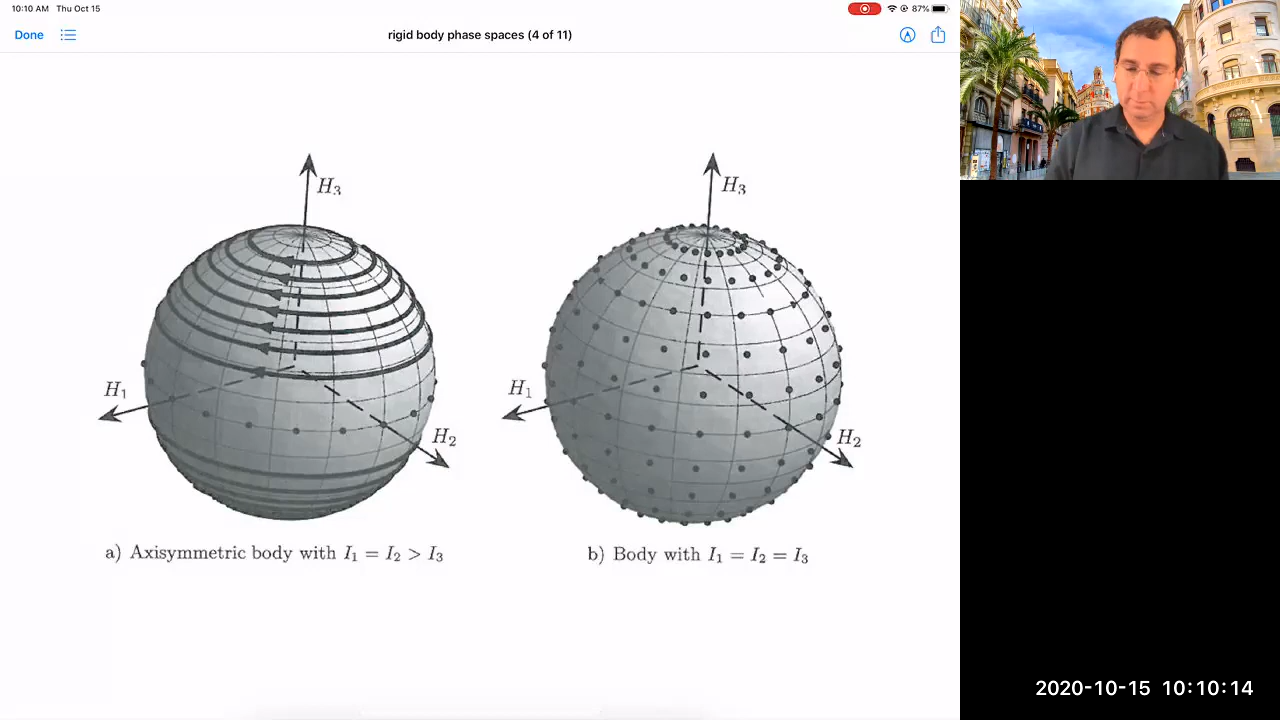 10:10 AM Thu Oct 15
87%
Done
rigid body phase spaces (4 of 11)
H₃
H₁
H₂
a) Axisymmetric body with I₁ = I₂ > I₃
H₃
H₁
H₂
b) Body with I₁ = I₂ = I₃
2020-10-15 10:10:14